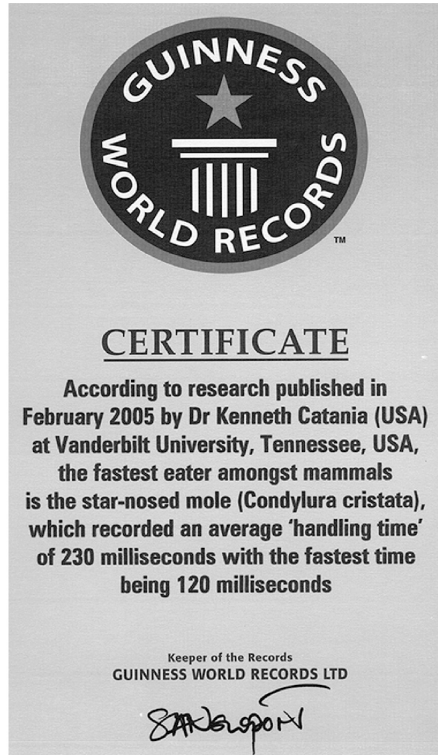 GUINNESS
WORLD RECORDS
TM
CERTIFICATE
According to research published in
February 2005 by Dr Kenneth Catania (USA)
at Vanderbilt University, Tennessee, USA,
the fastest eater amongst mammals
is the star-nosed mole (Condylura cristata),
which recorded an average ‘handling time’
of 230 milliseconds with the fastest time
being 120 milliseconds
Keeper of the Records
GUINNESS WORLD RECORDS LTD